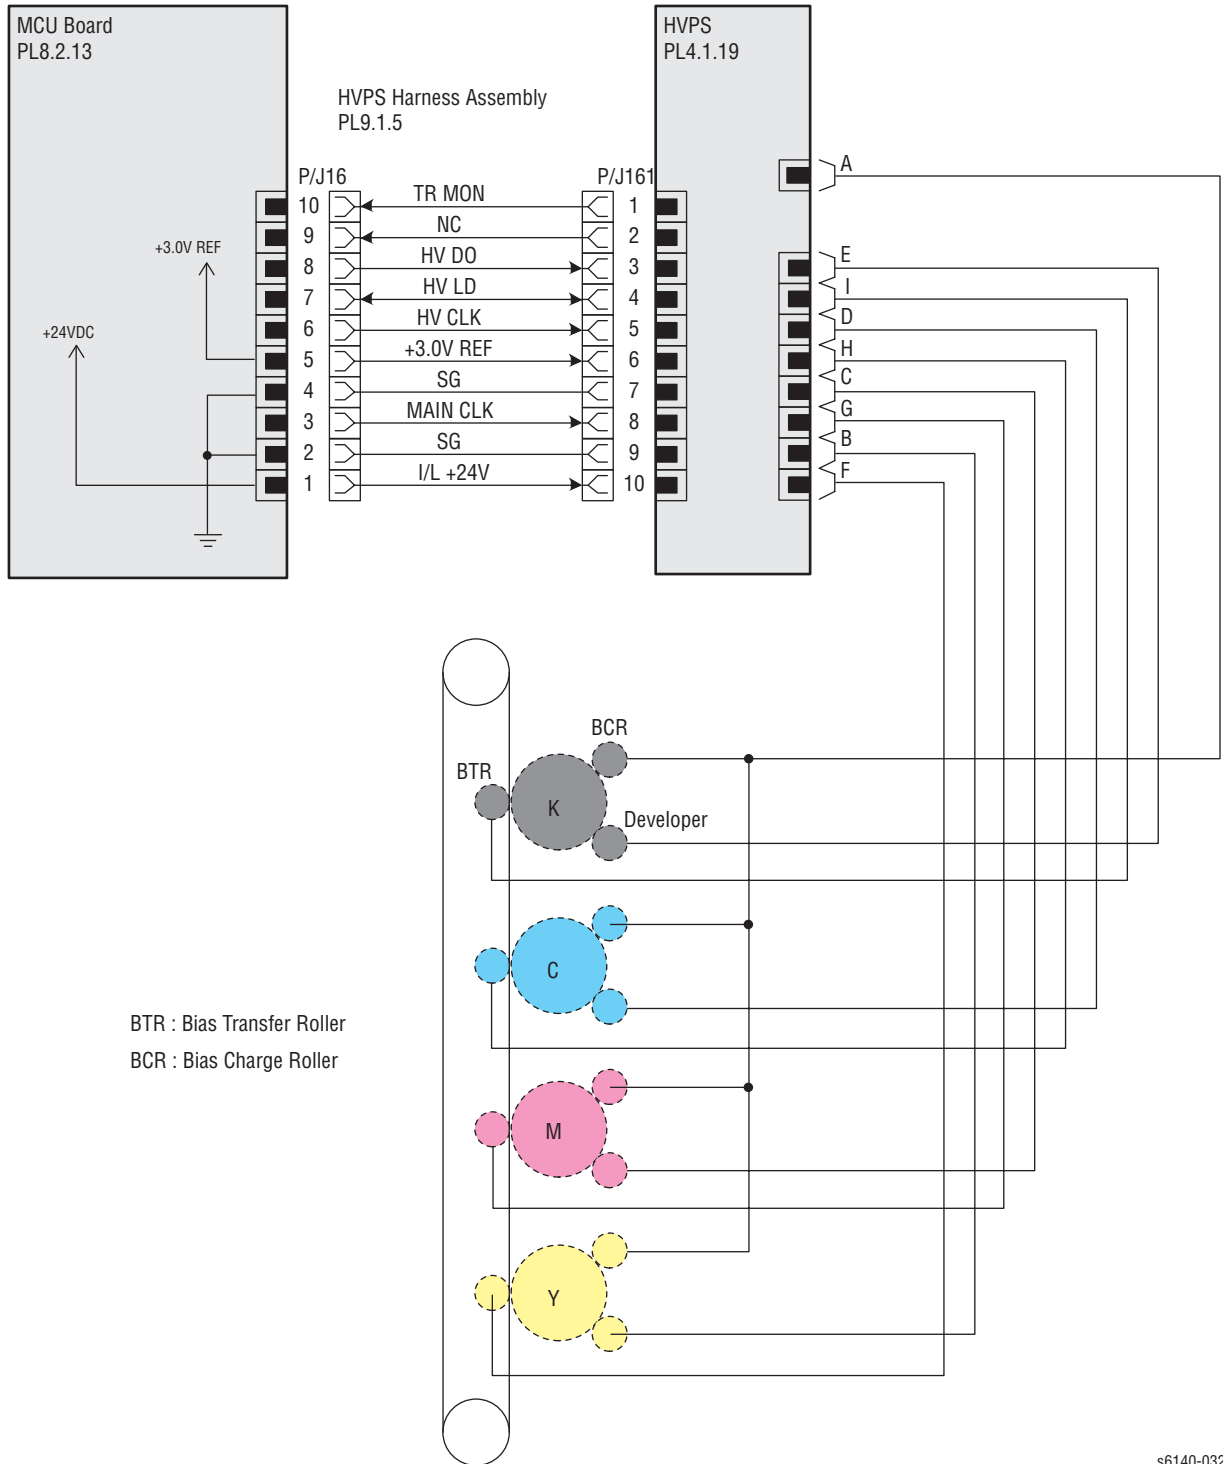 MCU Board
PL8.2.13
HVPS
PL4.1.19
HVPS Harness Assembly
PL9.1.5
P/J16
P/J161
A
10 TR MON 1
9 NC 2
+3.0V REF
8 HV DO 3
E
7 HV LD 4
I
+24VDC
6 HV CLK 5
D
5 +3.0V REF 6
H
4 SG 7
C
3 MAIN CLK 8
G
2 SG 9
B
1 I/L +24V 10
F
BCR
BTR
K
Developer
C
BTR : Bias Transfer Roller
BCR : Bias Charge Roller
M
Y
s6140-032